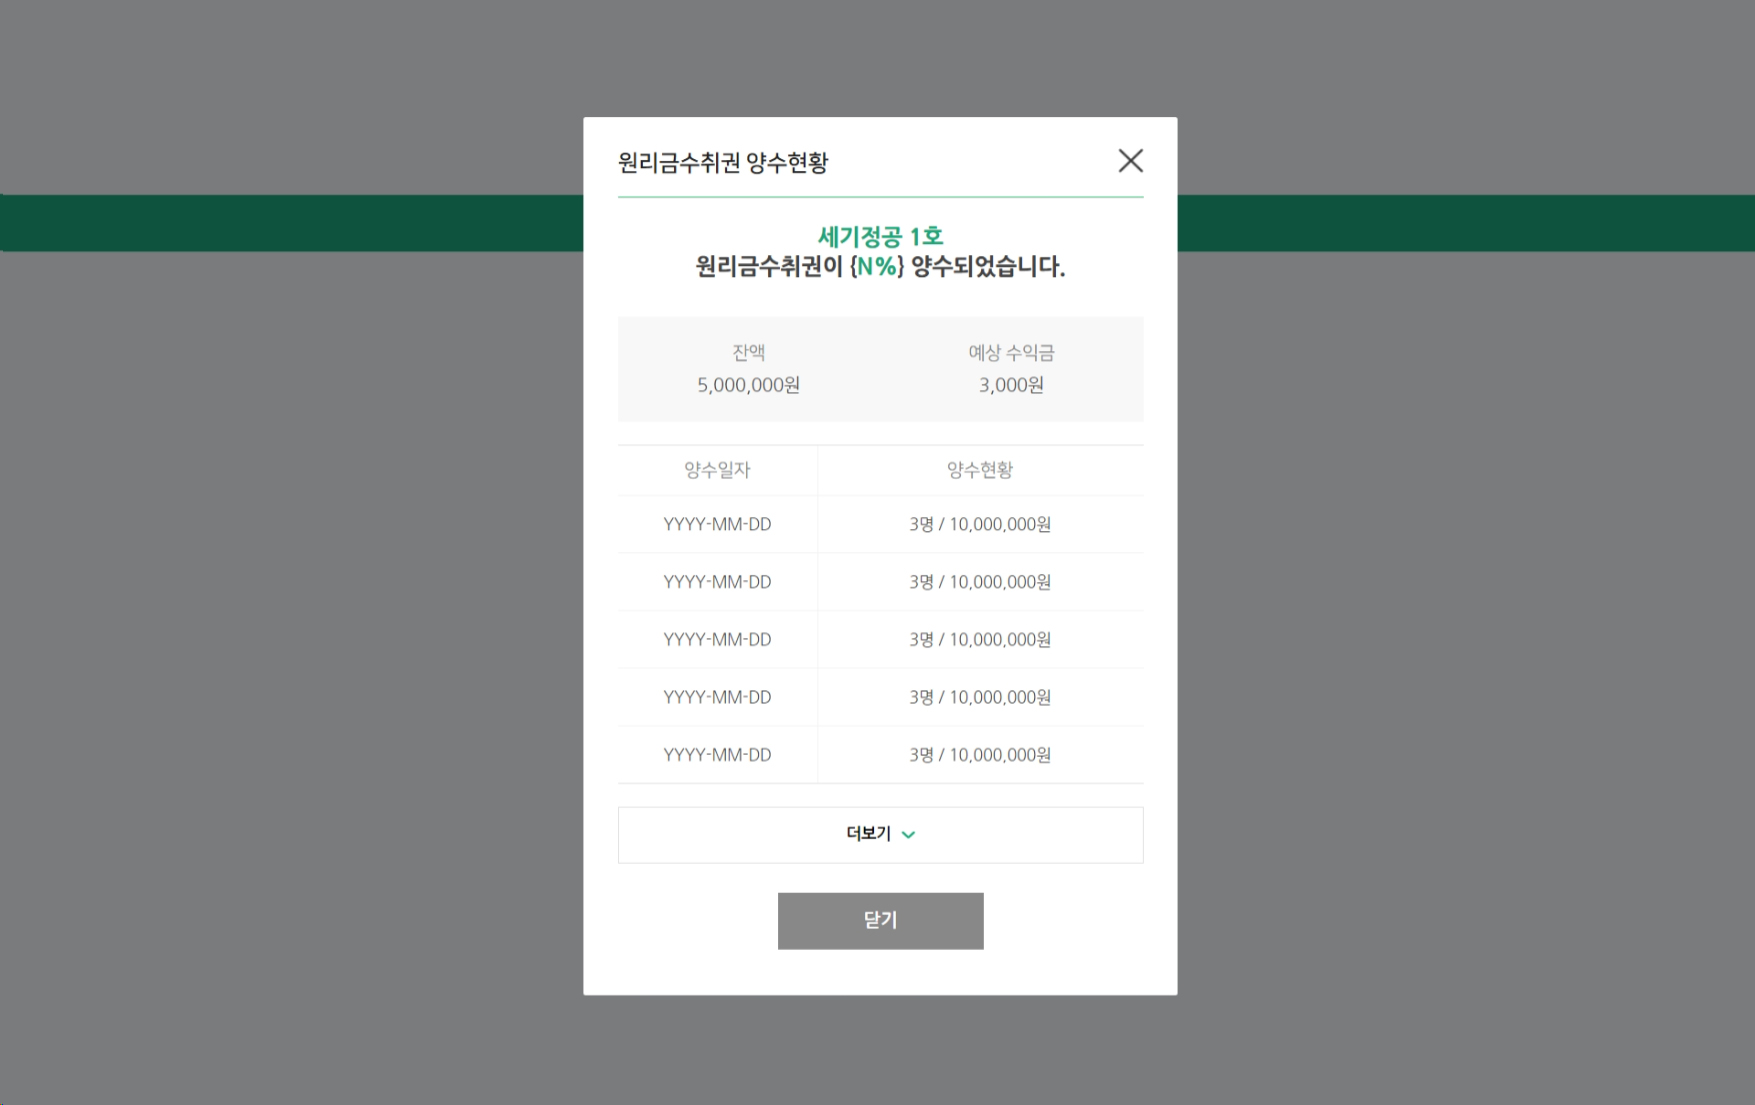 원리금수취권 양수현황
세기정공 1호
원리금수취권이 {N%} 양수되었습니다.
잔액 예상 수익금
5,000,000원 3,000원
양수일자 양수현황
YYYY-MM-DD 3명 / 10,000,000원
YYYY-MM-DD 3명 / 10,000,000원
YYYY-MM-DD 3명 / 10,000,000원
YYYY-MM-DD 3명 / 10,000,000원
YYYY-MM-DD 3명 / 10,000,000원
더보기
닫기